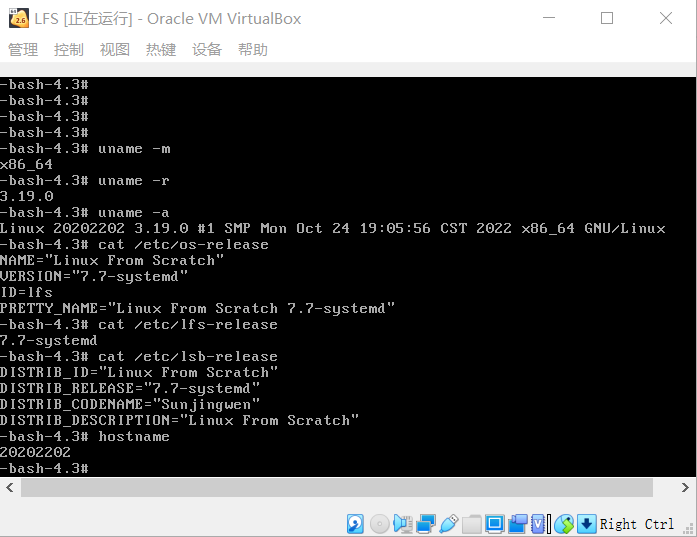 LFS [正在运行] - Oracle VM VirtualBox
管理 控制 视图 热键 设备 帮助
-bash-4.3#
-bash-4.3#
-bash-4.3#
-bash-4.3#
-bash-4.3# uname -m
x86_64
-bash-4.3# uname -r
3.19.0
-bash-4.3# uname -a
Linux 20202202 3.19.0 #1 SMP Mon Oct 24 19:05:56 CST 2022 x86_64 GNU/Linux
-bash-4.3# cat /etc/os-release
NAME="Linux From Scratch"
VERSION="7.7-systemd"
ID=lfs
PRETTY_NAME="Linux From Scratch 7.7-systemd"
-bash-4.3# cat /etc/lfs-release
7.7-systemd
-bash-4.3# cat /etc/lsb-release
DISTRIB_ID="Linux From Scratch"
DISTRIB_RELEASE="7.7-systemd"
DISTRIB_CODENAME="Sunjingwen"
DISTRIB_DESCRIPTION="Linux From Scratch"
-bash-4.3# hostname
20202202
-bash-4.3#
Right Ctrl